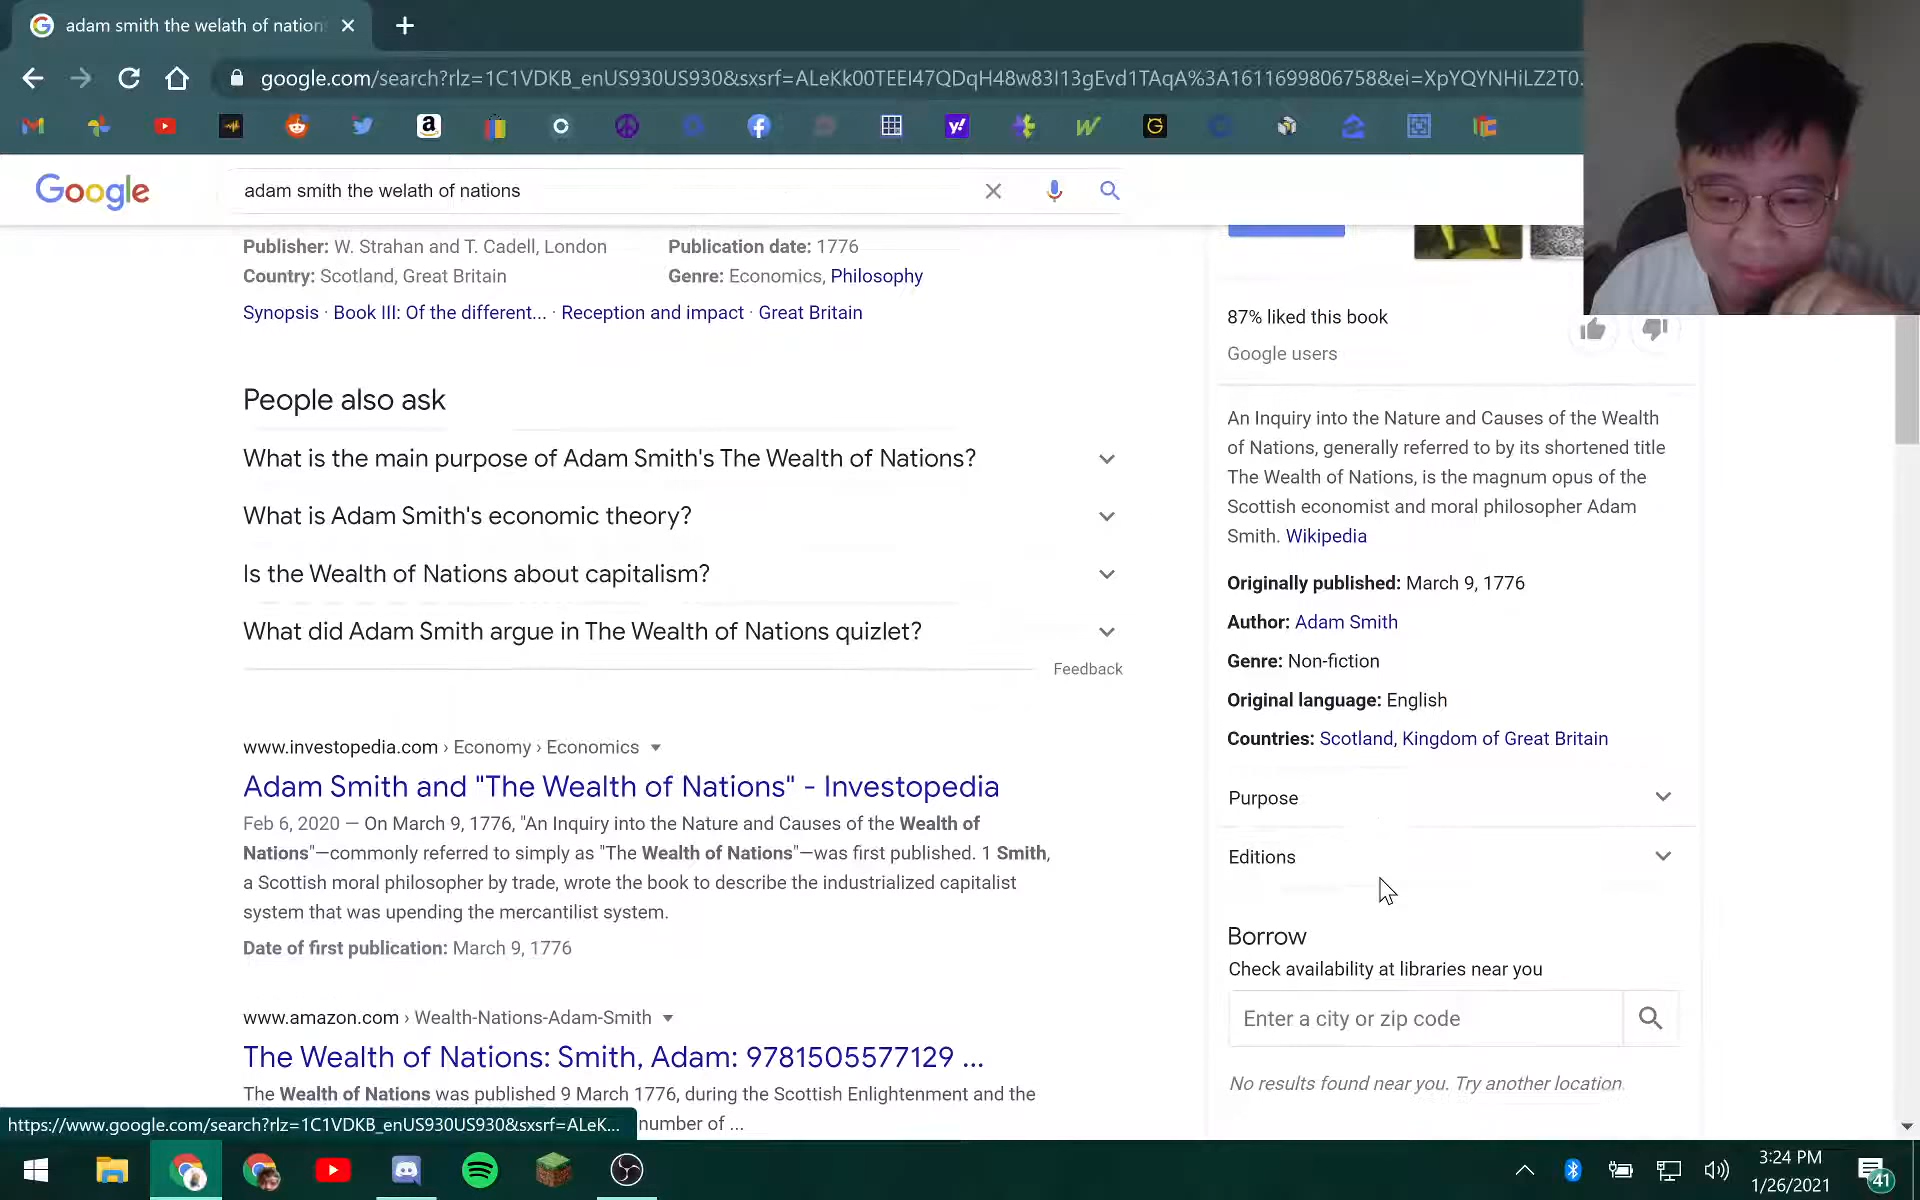 adam smith the welath of nation
google.com/search?rlz=1C1VDKB_enUS930US930&sxsrf=ALeKk00TEEI47QDqH48w83I13gEvd1TAqA%3A1611699806758&ei=XpYQYNHiLZ2T0.
Google
adam smith the welath of nations
Publisher: W. Strahan and T. Cadell, London
Publication date: 1776
Country: Scotland, Great Britain
Genre: Economics, Philosophy
Synopsis · Book III: Of the different... · Reception and impact · Great Britain
People also ask
What is the main purpose of Adam Smith's The Wealth of Nations?
What is Adam Smith's economic theory?
Is the Wealth of Nations about capitalism?
What did Adam Smith argue in The Wealth of Nations quizlet?
Feedback
www.investopedia.com › Economy › Economics
Adam Smith and "The Wealth of Nations" - Investopedia
Feb 6, 2020 — On March 9, 1776, "An Inquiry into the Nature and Causes of the Wealth of
Nations"—commonly referred to simply as "The Wealth of Nations"—was first published. 1 Smith,
a Scottish moral philosopher by trade, wrote the book to describe the industrialized capitalist
system that was upending the mercantilist system.
Date of first publication: March 9, 1776
www.amazon.com › Wealth-Nations-Adam-Smith
The Wealth of Nations: Smith, Adam: 9781505577129 ...
The Wealth of Nations was published 9 March 1776, during the Scottish Enlightenment and the
number of ...
87% liked this book
Google users
An Inquiry into the Nature and Causes of the Wealth
of Nations, generally referred to by its shortened title
The Wealth of Nations, is the magnum opus of the
Scottish economist and moral philosopher Adam
Smith. Wikipedia
Originally published: March 9, 1776
Author: Adam Smith
Genre: Non-fiction
Original language: English
Countries: Scotland, Kingdom of Great Britain
Purpose
Editions
Borrow
Check availability at libraries near you
Enter a city or zip code
No results found near you. Try another location.
https://www.google.com/search?rlz=1C1VDKB_enUS930US930&sxsrf=ALeK...
3:24 PM
1/26/2021
41